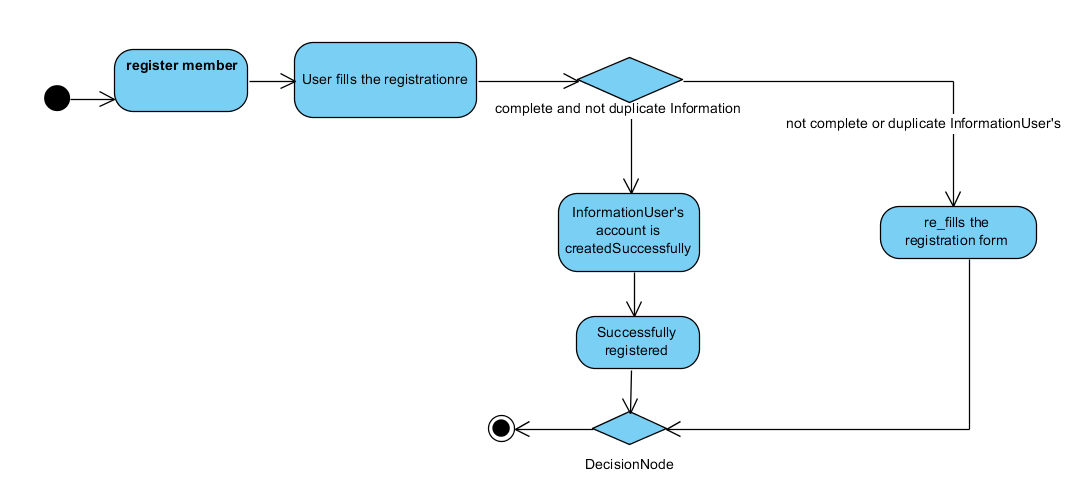 register member
User fills the registrationre
complete and not duplicate Information
not complete or duplicate InformationUser's
InformationUser's
account is
createdSuccessfully
re_fills the
registration form
Successfully
registered
DecisionNode